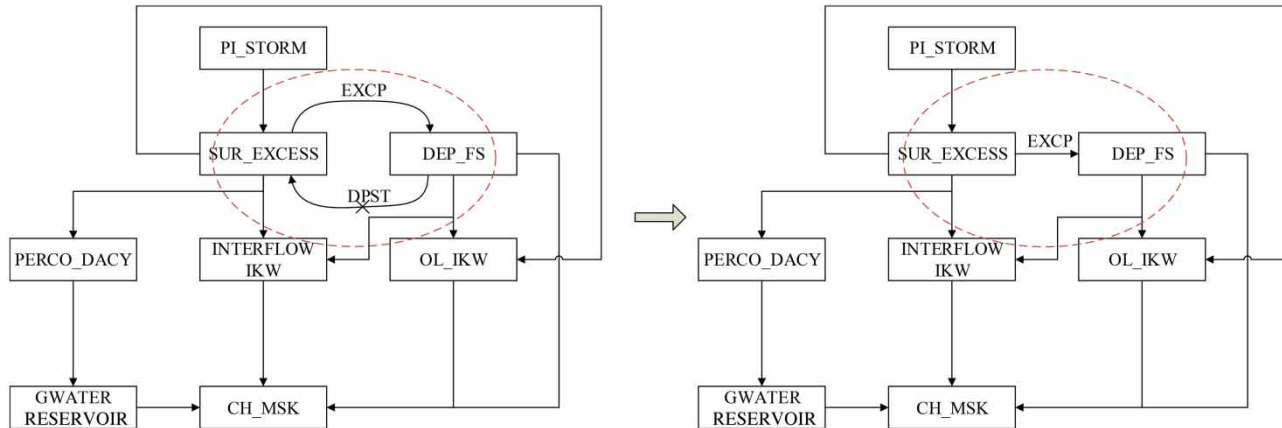 PI_STORM
EXCP
SUR_EXCESS
DEP_FS
DPST
PERCO_DACY
INTERFLOW
IKW
OL_IKW
GWATER
RESERVOIR
CH_MSK
PI_STORM
EXCP
SUR_EXCESS
DEP_FS
PERCO_DACY
INTERFLOW
IKW
OL_IKW
GWATER
RESERVOIR
CH_MSK